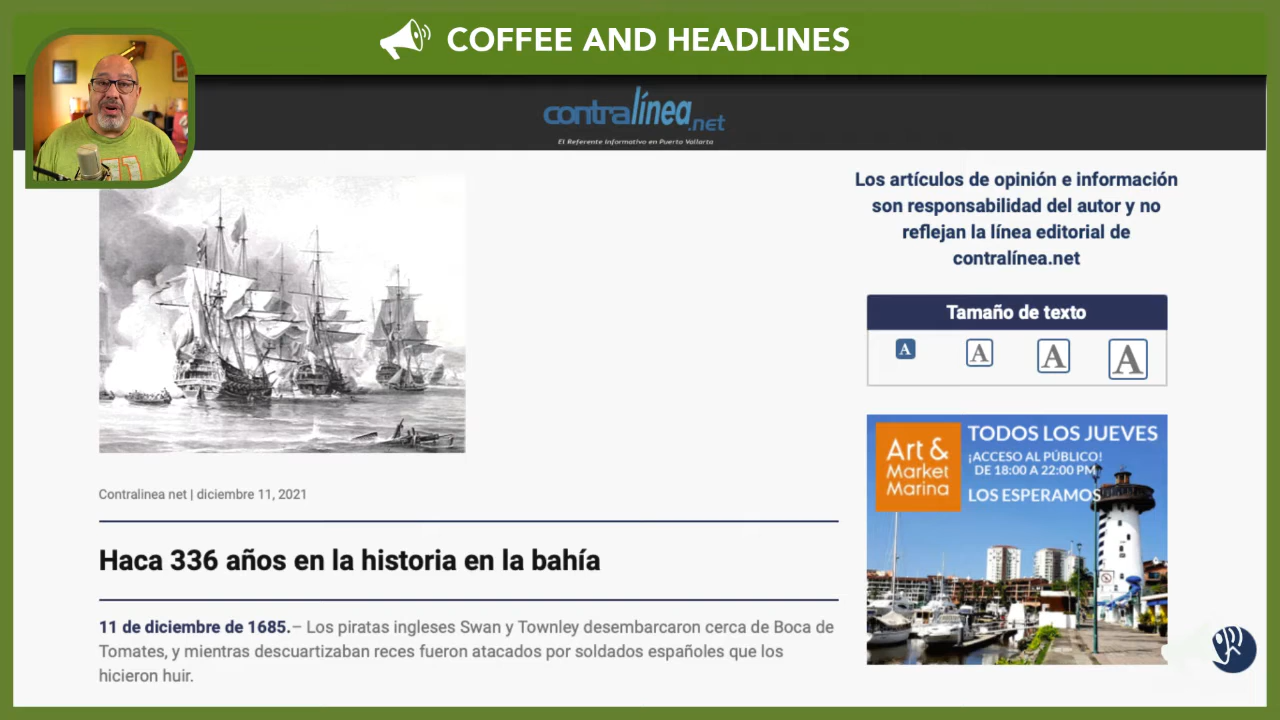 COFFEE AND HEADLINES
contralínea.net
El Referente Informativo en Puerto Vallarta
Contralinea net | diciembre 11, 2021
Haca 336 años en la historia en la bahía
11 de diciembre de 1685.– Los piratas ingleses Swan y Townley desembarcaron cerca de Boca de
Tomates, y mientras descuartizaban reces fueron atacados por soldados españoles que los
hicieron huir.
Los artículos de opinión e información
son responsabilidad del autor y no
reflejan la línea editorial de
contralínea.net
Tamaño de texto
A A A A
Art &
Market
Marina
TODOS LOS JUEVES
¡ACCESO AL PÚBLICO!
DE 18:00 A 22:00 PM
LOS ESPERAMOS